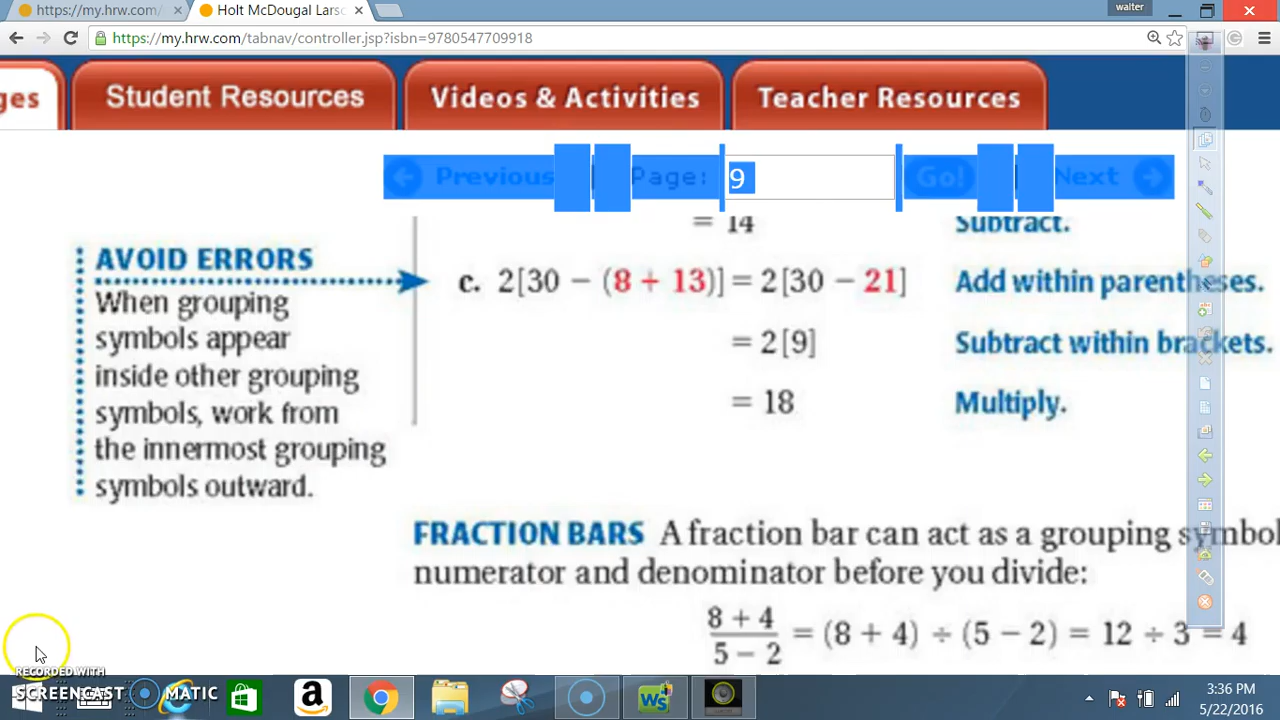 https://my.hrw.com/
Holt McDougal Larsc
walter
https://my.hrw.com/tabnav/controller.jsp?isbn=9780547709918
ges
Student Resources
Videos & Activities
Teacher Resources
Previous
Page:
9
Go!
Next
= 14 Subtract.
AVOID ERRORS
When grouping
symbols appear
inside other grouping
symbols, work from
the innermost grouping
symbols outward.
c. 2[30 − (8 + 13)] = 2[30 − 21] Add within parentheses.
= 2[9] Subtract within brackets.
= 18 Multiply.
FRACTION BARS A fraction bar can act as a grouping symbol
numerator and denominator before you divide:
8 + 4
5 − 2
= (8 + 4) ÷ (5 − 2) = 12 ÷ 3 = 4
RECORDED WITH
SCREENCAST MATIC
3:36 PM
5/22/2016